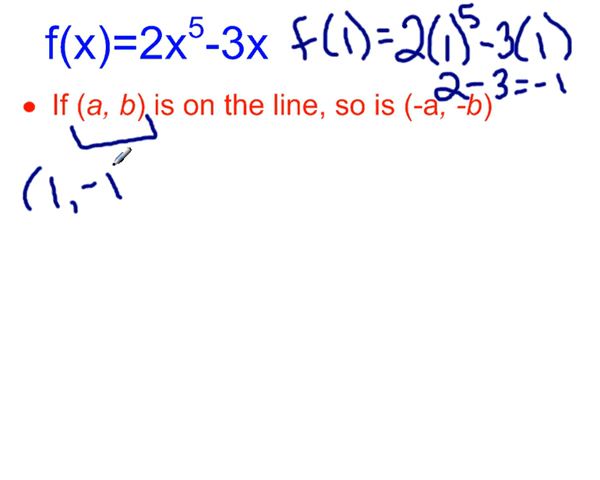 f(x)=2x⁵-3x f(1)=2(1)⁵-3(1)
2-3=-1
• If (a, b) is on the line, so is (-a, -b)
(1,-1